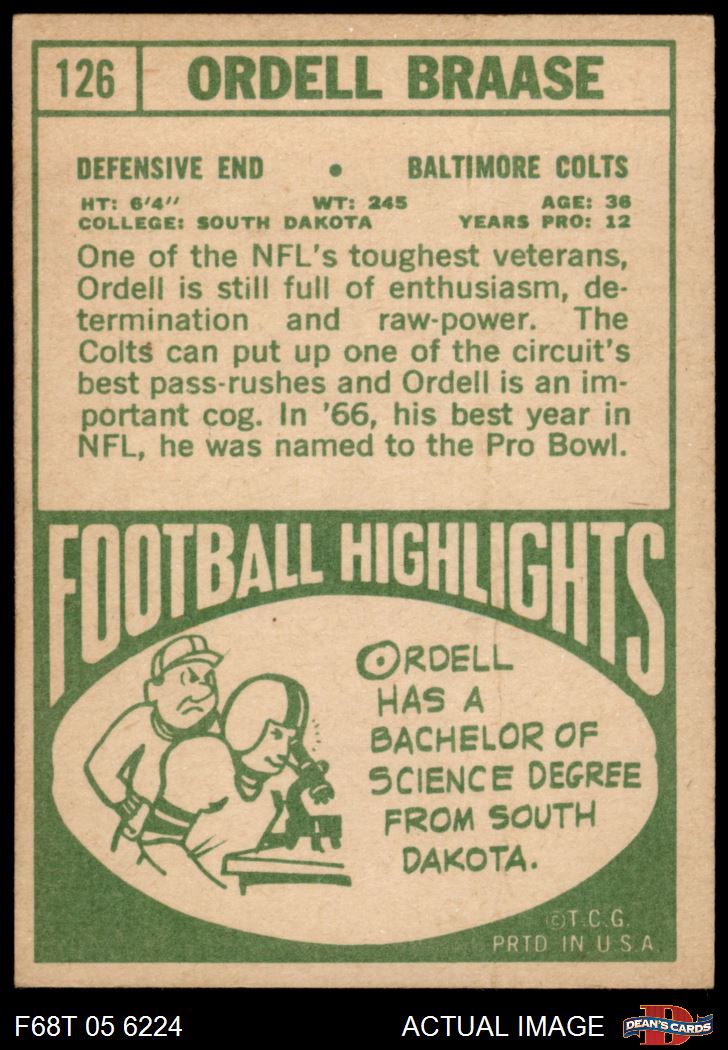 126 ORDELL BRAASE
DEFENSIVE END • BALTIMORE COLTS
HT: 6'4" WT: 245 AGE: 36
COLLEGE: SOUTH DAKOTA YEARS PRO: 12
One of the NFL's toughest veterans,
Ordell is still full of enthusiasm, de-
termination and raw-power. The
Colts can put up one of the circuit's
best pass-rushes and Ordell is an im-
portant cog. In '66, his best year in
NFL, he was named to the Pro Bowl.
FOOTBALL HIGHLIGHTS
ORDELL
HAS A
BACHELOR OF
SCIENCE DEGREE
FROM SOUTH
DAKOTA.
©T.C.G.
PRTD IN U.S.A.
F68T 05 6224 ACTUAL IMAGE D DEAN'S CARDS